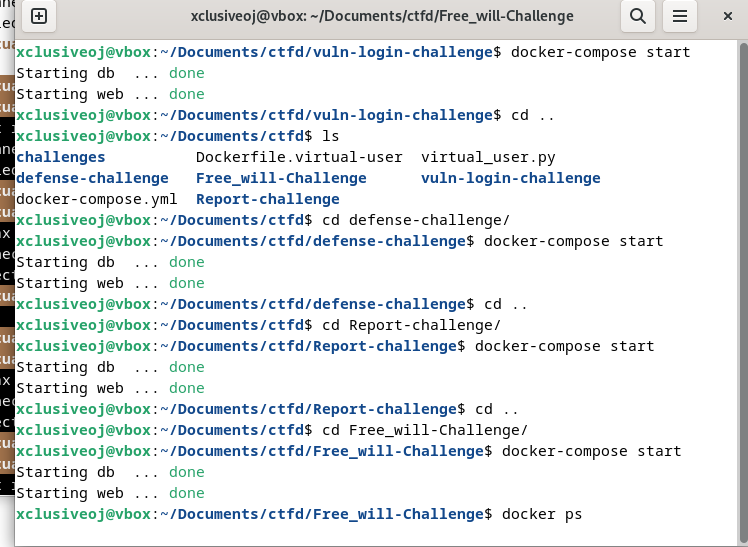 xclusiveoj@vbox: ~/Documents/ctfd/Free_will-Challenge
xclusiveoj@vbox:~/Documents/ctfd/vuln-login-challenge$ docker-compose start
Starting db  ... done
Starting web ... done
xclusiveoj@vbox:~/Documents/ctfd/vuln-login-challenge$ cd ..
xclusiveoj@vbox:~/Documents/ctfd$ ls
challenges          Dockerfile.virtual-user  virtual_user.py
defense-challenge   Free_will-Challenge      vuln-login-challenge
docker-compose.yml  Report-challenge
xclusiveoj@vbox:~/Documents/ctfd$ cd defense-challenge/
xclusiveoj@vbox:~/Documents/ctfd/defense-challenge$ docker-compose start
Starting db  ... done
Starting web ... done
xclusiveoj@vbox:~/Documents/ctfd/defense-challenge$ cd ..
xclusiveoj@vbox:~/Documents/ctfd$ cd Report-challenge/
xclusiveoj@vbox:~/Documents/ctfd/Report-challenge$ docker-compose start
Starting db  ... done
Starting web ... done
xclusiveoj@vbox:~/Documents/ctfd/Report-challenge$ cd ..
xclusiveoj@vbox:~/Documents/ctfd$ cd Free_will-Challenge/
xclusiveoj@vbox:~/Documents/ctfd/Free_will-Challenge$ docker-compose start
Starting db  ... done
Starting web ... done
xclusiveoj@vbox:~/Documents/ctfd/Free_will-Challenge$ docker ps